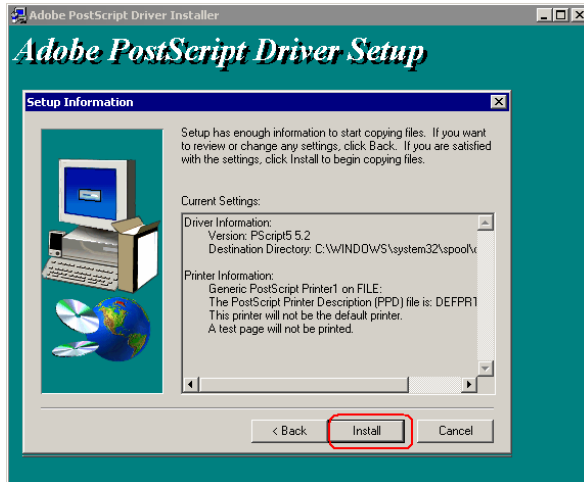 Adobe PostScript Driver Installer
Adobe PostScript Driver Setup
Setup Information
Setup has enough information to start copying files. If you want
to review or change any settings, click Back. If you are satisfied
with the settings, click Install to begin copying files.
Current Settings:
Driver Information:
Version: PScript5 5.2
Destination Directory: C:\WINDOWS\system32\spool\
Printer Information:
Generic PostScript Printer1 on FILE:
The PostScript Printer Description (PPD) file is: DEFPR
This printer will not be the default printer.
A test page will not be printed.
< Back
Install
Cancel